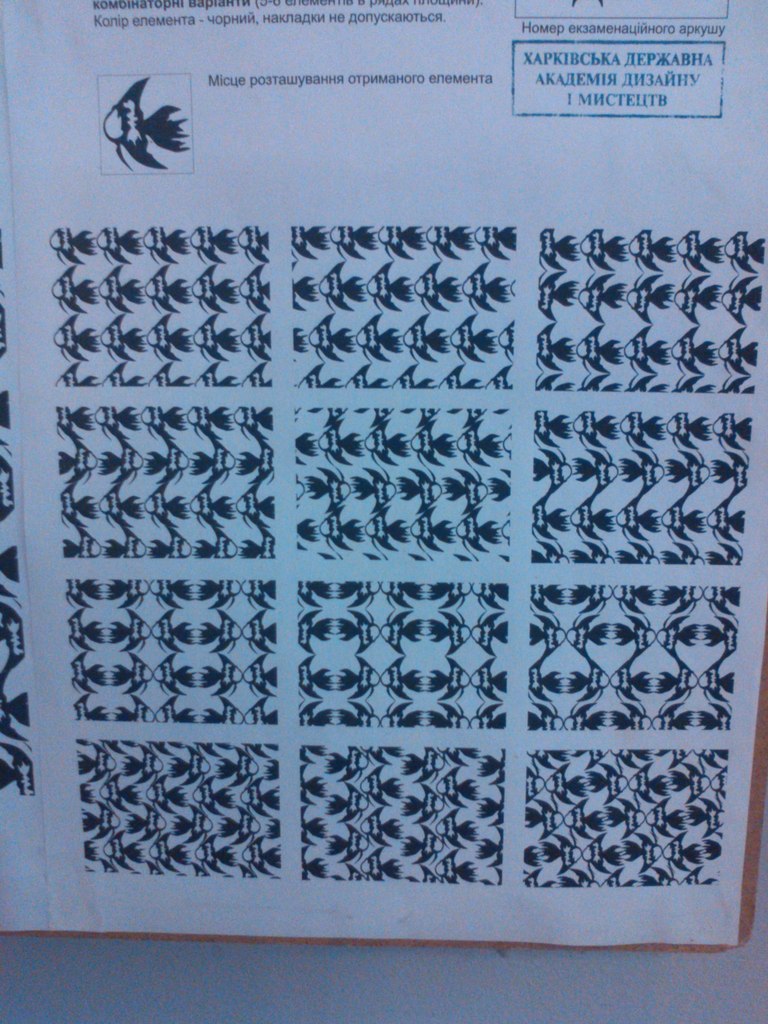 комбінаторні варіанти (5-6 елементів в рядах площини).
Колір елемента - чорний, накладки не допускаються.
Номер екзаменаційного аркушу
ХАРКІВСЬКА ДЕРЖАВНА
АКАДЕМІЯ ДИЗАЙНУ
І МИСТЕЦТВ
Місце розташування отриманого елемента